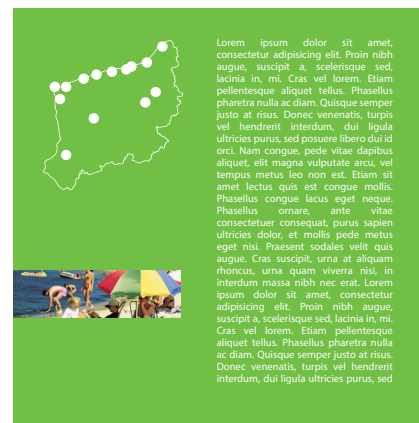 Lorem ipsum dolor sit amet,
consectetur adipisicing elit. Proin nibh
augue, suscipit a, scelerisque sed,
lacinia in, mi. Cras vel lorem. Etiam
pellentesque aliquet tellus. Phasellus
pharetra nulla ac diam. Quisque semper
justo at risus. Donec venenatis, turpis
vel hendrerit interdum, dui ligula
ultricies purus, sed posuere libero dui id
orci. Nam congue, pede vitae dapibus
aliquet, elit magna vulputate arcu, vel
tempus metus leo non est. Etiam sit
amet lectus quis est congue mollis.
Phasellus congue lacus eget neque.
Phasellus ornare, ante vitae
consectetuer consequat, purus sapien
ultricies dolor, et mollis pede metus
eget nisi. Praesent sodales velit quis
augue. Cras suscipit, urna at aliquam
rhoncus, urna quam viverra nisi, in
interdum massa nibh nec erat. Lorem
ipsum dolor sit amet, consectetur
adipisicing elit. Proin nibh augue,
suscipit a, scelerisque sed, lacinia in, mi.
Cras vel lorem. Etiam pellentesque
aliquet tellus. Phasellus pharetra nulla
ac diam. Quisque semper justo at risus.
Donec venenatis, turpis vel hendrerit
interdum, dui ligula ultricies purus, sed